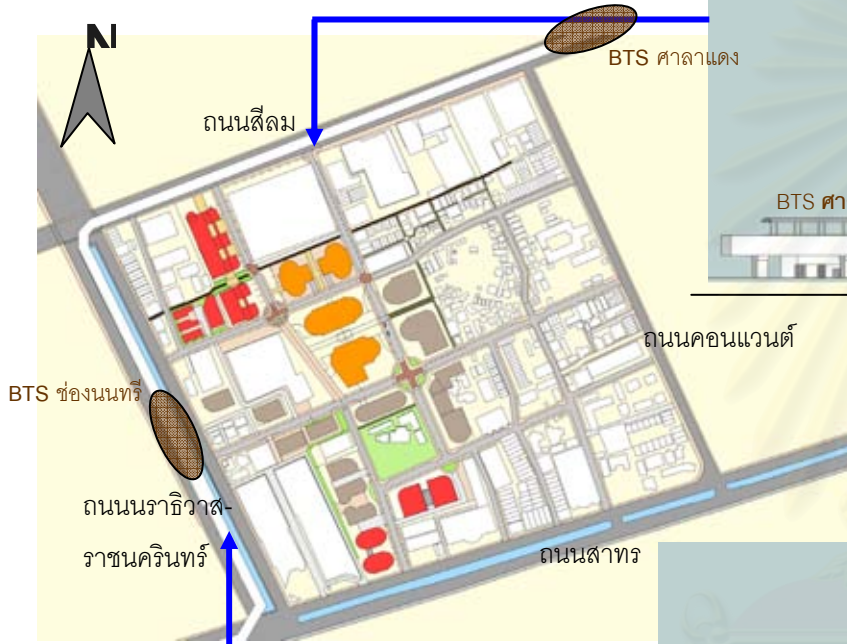 N
BTS ศาลาแดง
ถนนสีลม
BTS ศา
ถนนคอนแวนต์
BTS ช่องนนทรี
ถนนนราธิวาส-
ราชนครินทร์
ถนนสาทร